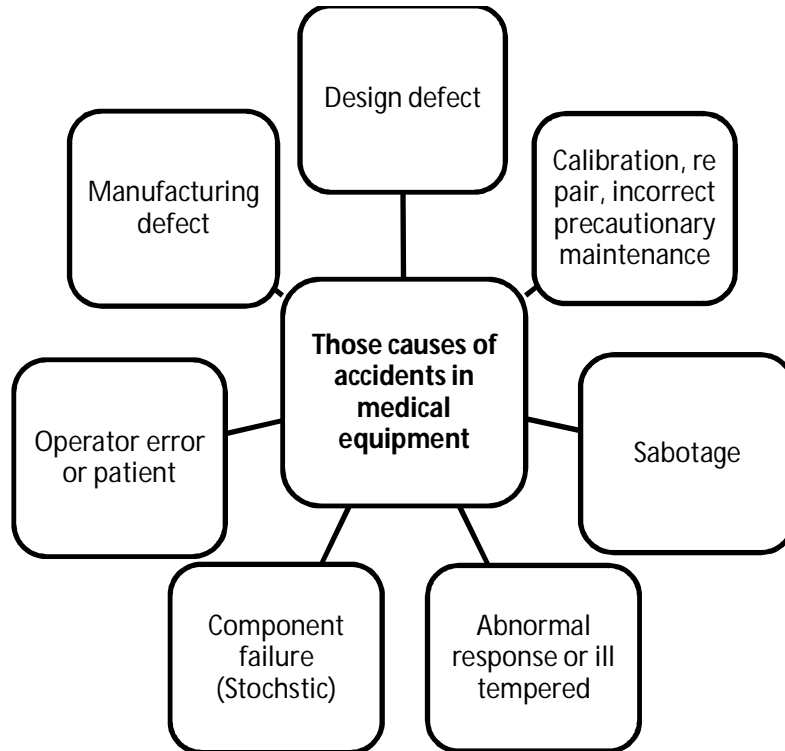 Design defect
Calibration, re
pair, incorrect
precautionary
maintenance
Manufacturing
defect
Those causes of
accidents in
medical
equipment
Operator error
or patient
Sabotage
Component
failure
(Stochstic)
Abnormal
response or ill
tempered